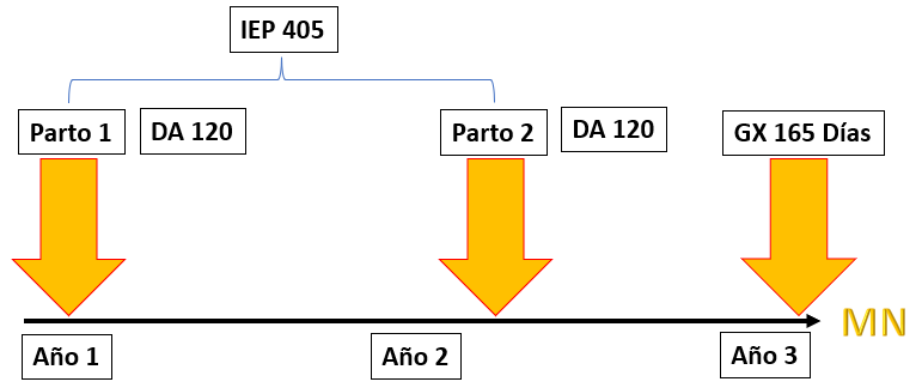 IEP 405
Parto 1
DA 120
Parto 2
DA 120
GX 165 Días
MN
Año 1
Año 2
Año 3